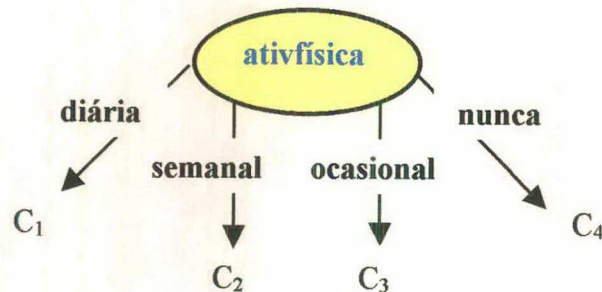 ativfísica
diária
nunca
semanal
ocasional
C₁
C₄
C₂
C₃